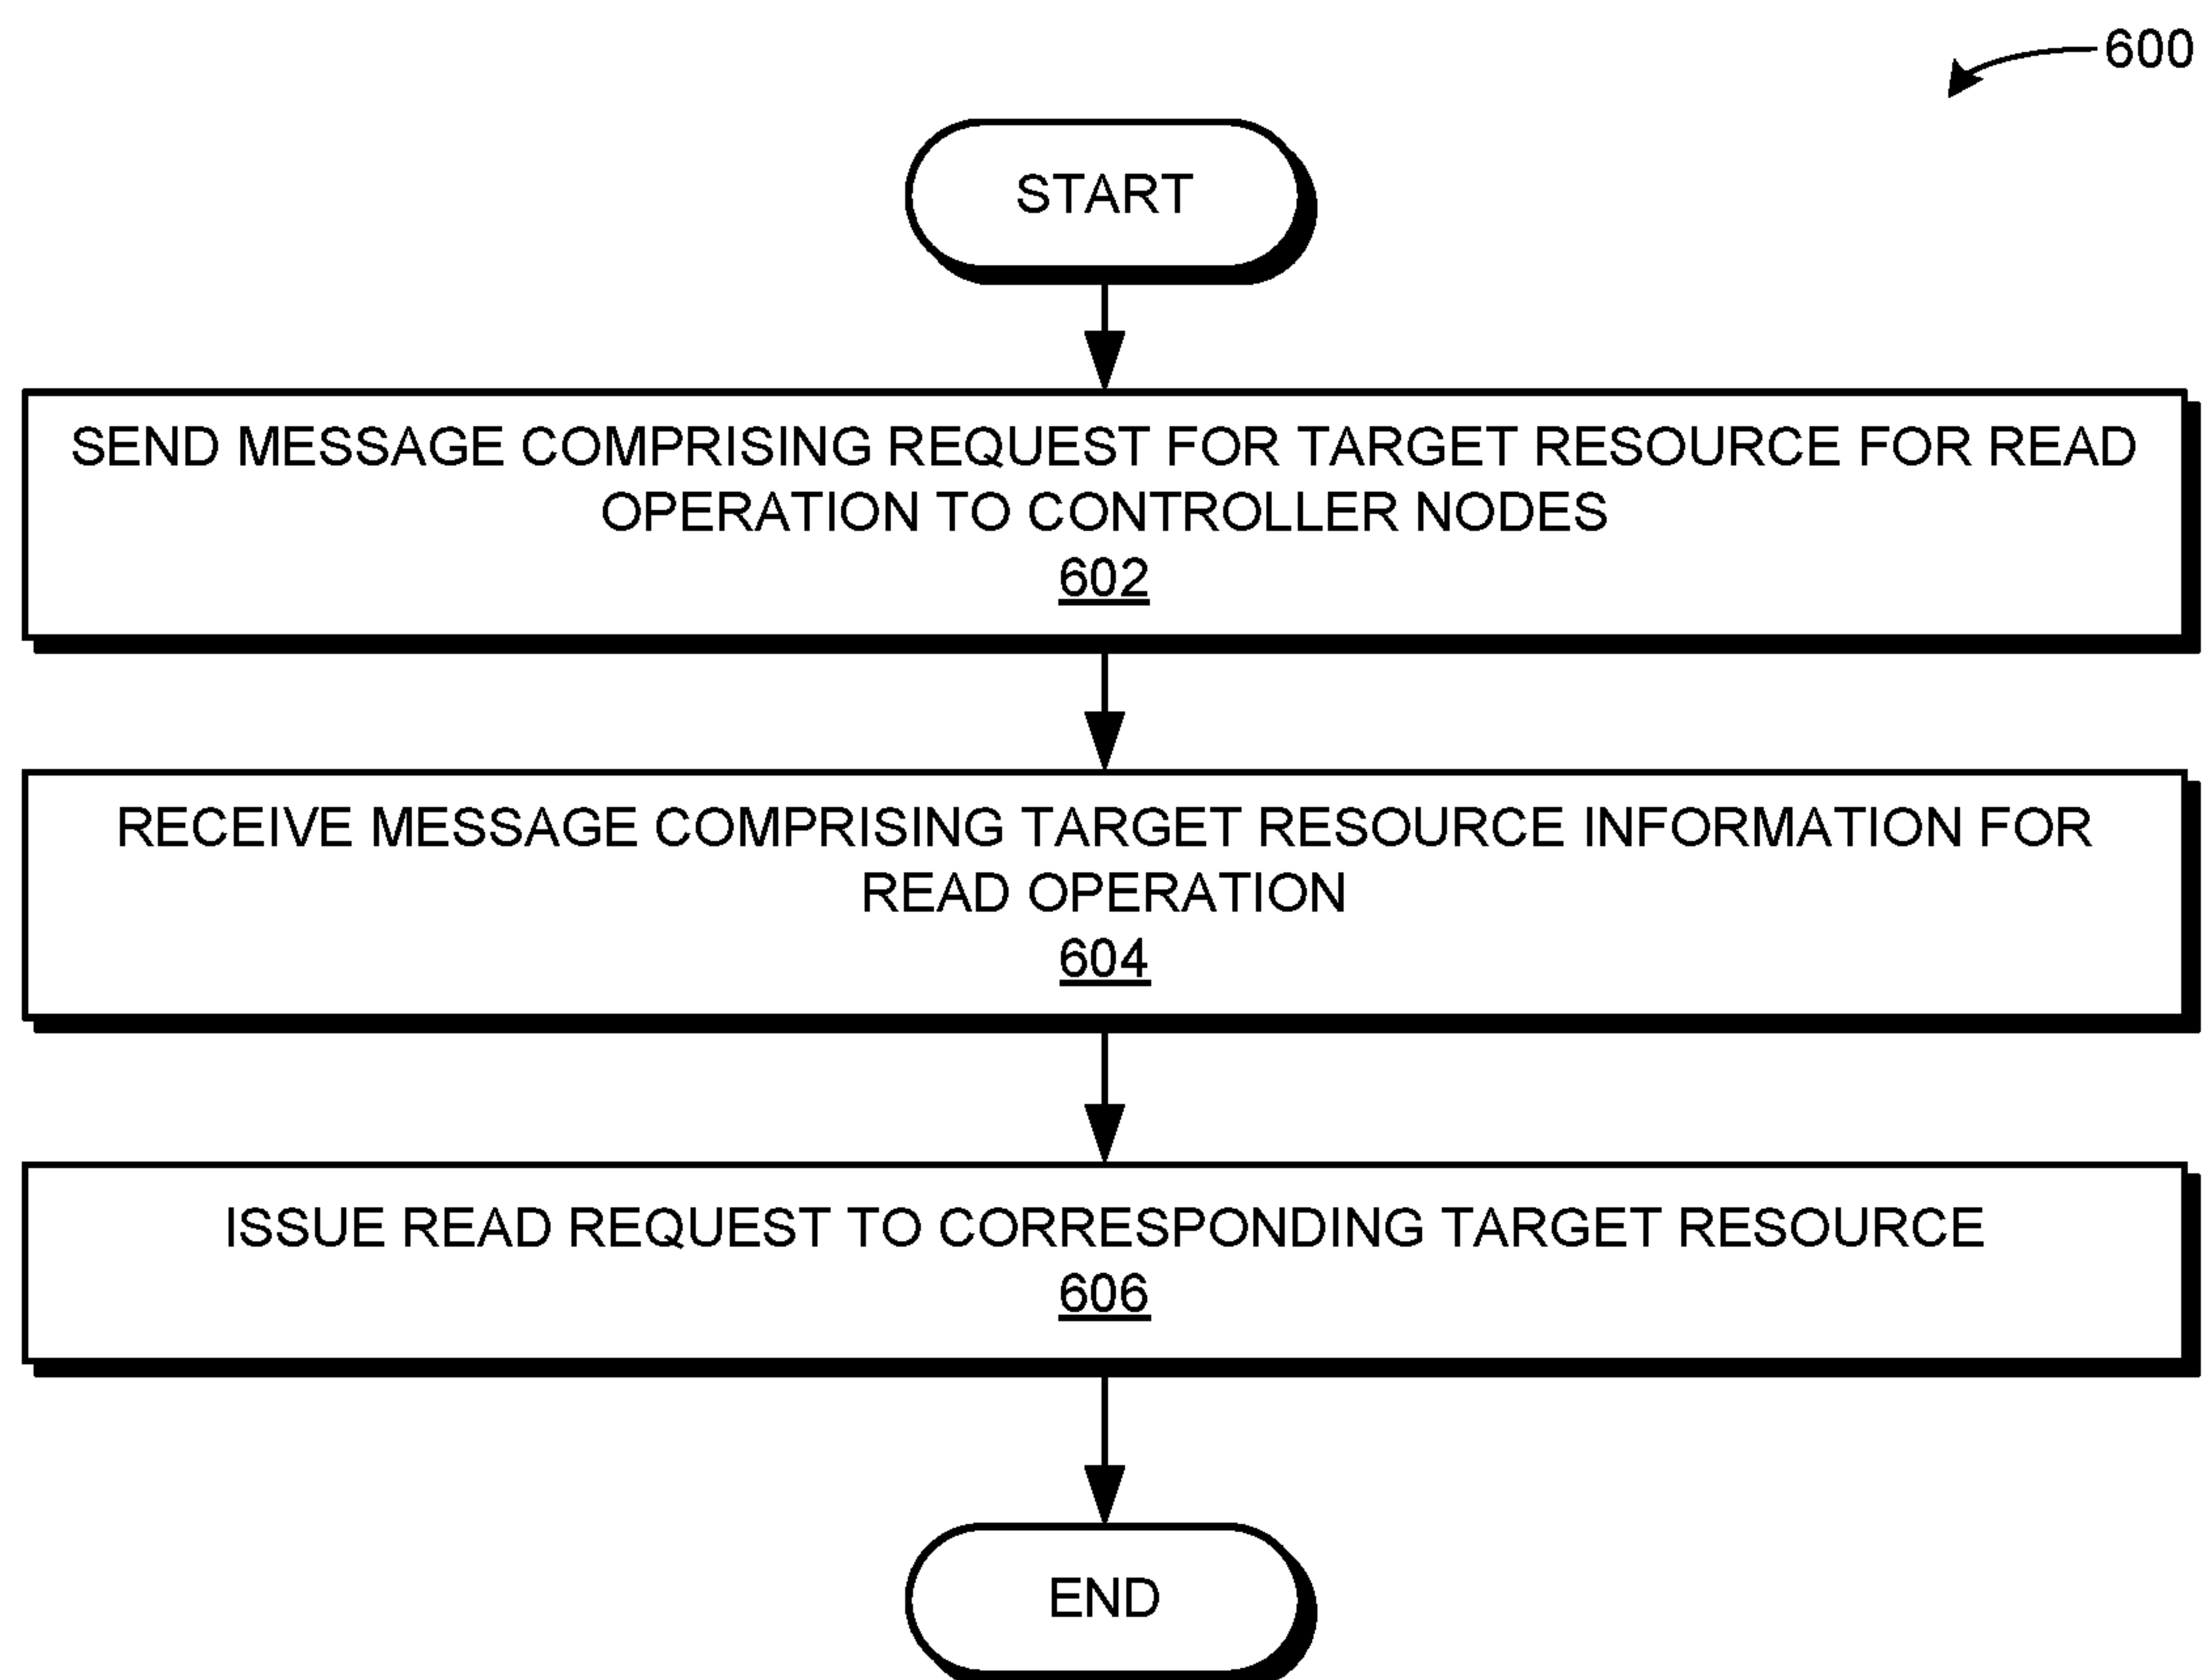 600
START
SEND MESSAGE COMPRISING REQUEST FOR TARGET RESOURCE FOR READ
OPERATION TO CONTROLLER NODES
602
RECEIVE MESSAGE COMPRISING TARGET RESOURCE INFORMATION FOR
READ OPERATION
604
ISSUE READ REQUEST TO CORRESPONDING TARGET RESOURCE
606
END